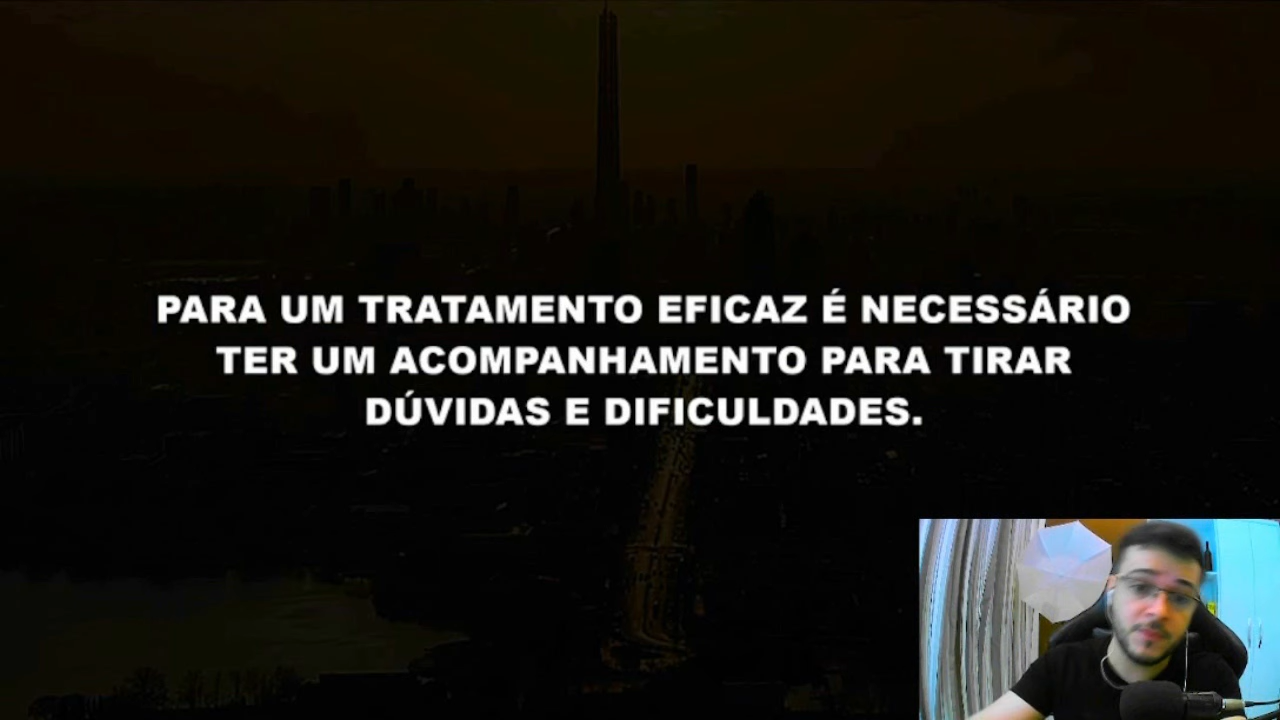 PARA UM TRATAMENTO EFICAZ É NECESSÁRIO
TER UM ACOMPANHAMENTO PARA TIRAR
DÚVIDAS E DIFICULDADES.